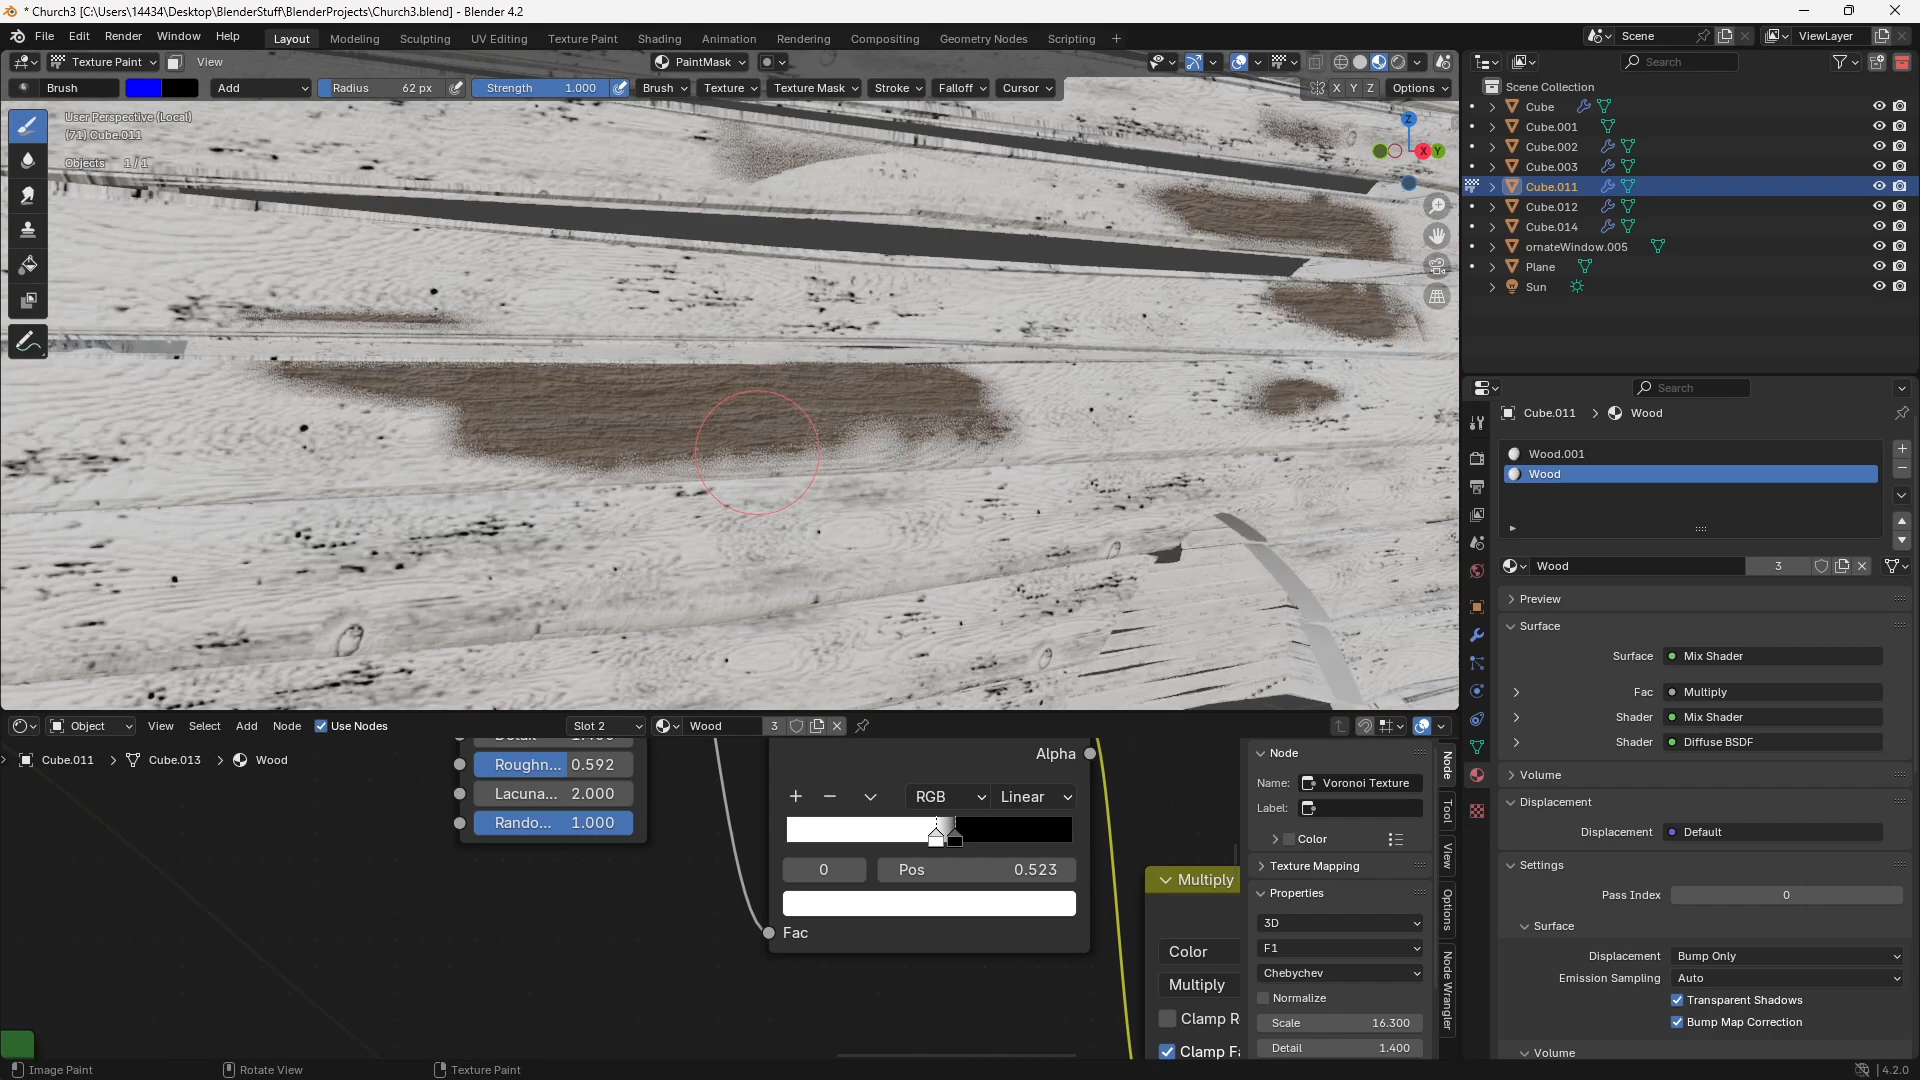 * Church3 [C:\Users\14434\Desktop\BlenderStuff\BlenderProjects\Church3.blend] - Blender 4.2
File Edit Render Window Help Layout Modeling Sculpting UV Editing Texture Paint Shading Animation Rendering Compositing Geometry Nodes Scripting + Scene ViewLayer
Texture Paint View PaintMask Search
Brush Add Radius 62 px Strength 1.000 Brush Texture Texture Mask Stroke Falloff Cursor X Y Z Options
User Perspective (Local)
(71) Cube.011
Objects 1 / 1
Z
X Y
Scene Collection
Cube
Cube.001
Cube.002
Cube.003
Cube.011
Cube.012
Cube.014
ornateWindow.005
Plane
Sun
Search
Cube.011 > Wood
Wood.001
Wood
Wood 3
Preview
Surface
Surface Mix Shader
Fac Multiply
Shader Mix Shader
Shader Diffuse BSDF
Volume
Displacement
Displacement Default
Settings
Pass Index 0
Surface
Displacement Bump Only
Emission Sampling Auto
Transparent Shadows
Bump Map Correction
Volume
Object View Select Add Node Use Nodes Slot 2 Wood 3
Cube.011 > Cube.013 > Wood
Roughn... 0.592
Lacuna... 2.000
Rando... 1.000
Alpha
RGB Linear
0 Pos 0.523
Fac
Multiply
Color
Multiply
Clamp R
Clamp F
Node
Name: Voronoi Texture
Label:
Color
Texture Mapping
Properties
3D
F1
Chebychev
Normalize
Scale 16.300
Detail 1.400
Node
Tool
View
Options
Node Wrangler
Image Paint Rotate View Texture Paint 4.2.0